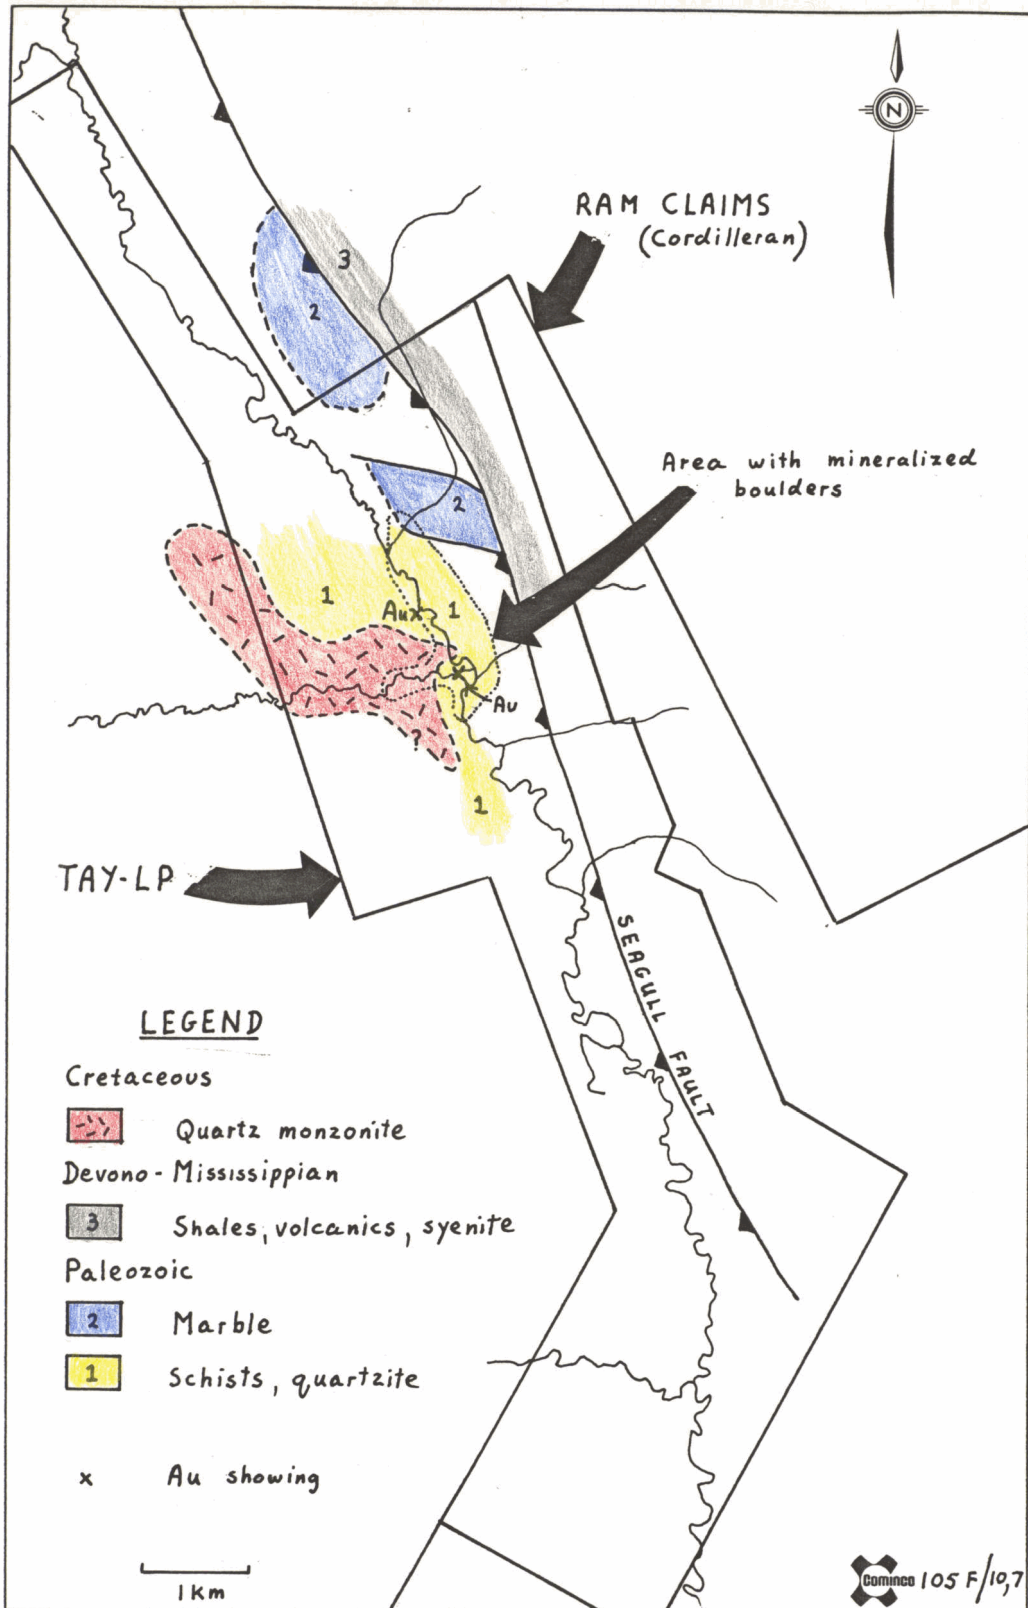 N
RAM CLAIMS
(Cordilleran)
3
2
Area with mineralized
boulders
2
1
Au x
1
x
x
Au
?
1
TAY-LP
SEAGULL FAULT
LEGEND
Cretaceous
Quartz monzonite
Devono - Mississippian
3 Shales, volcanics, syenite
Paleozoic
2 Marble
1 Schists, quartzite
x Au showing
1 Km
Cominco 105 F/10,7